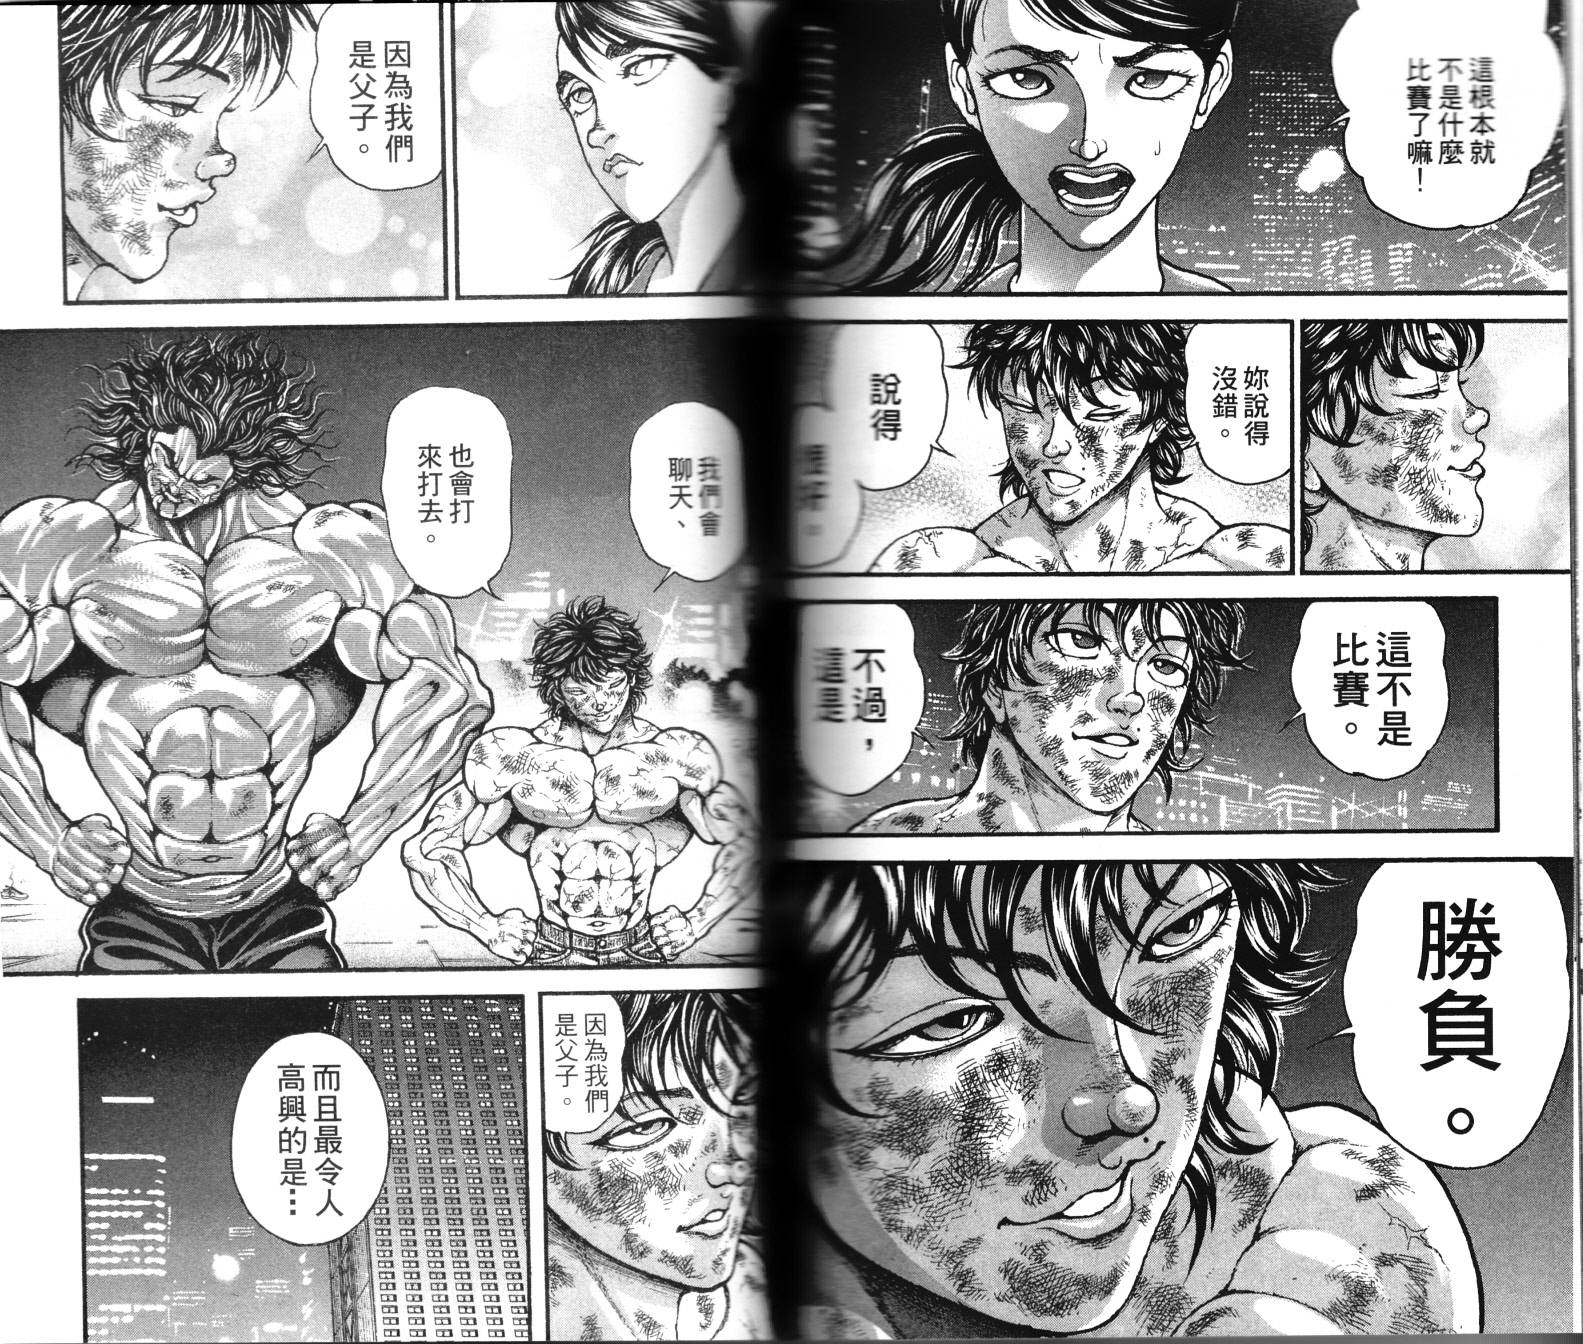 這根本就
不是什麼
比賽了嘛！
妳說得
沒錯。
說得
很好。
這不是
比賽。
不過，
這是
勝負。
因為我們
是父子。
我們會
聊天、
也會打
來打去。
因為我們
是父子。
而且最令人
高興的是…